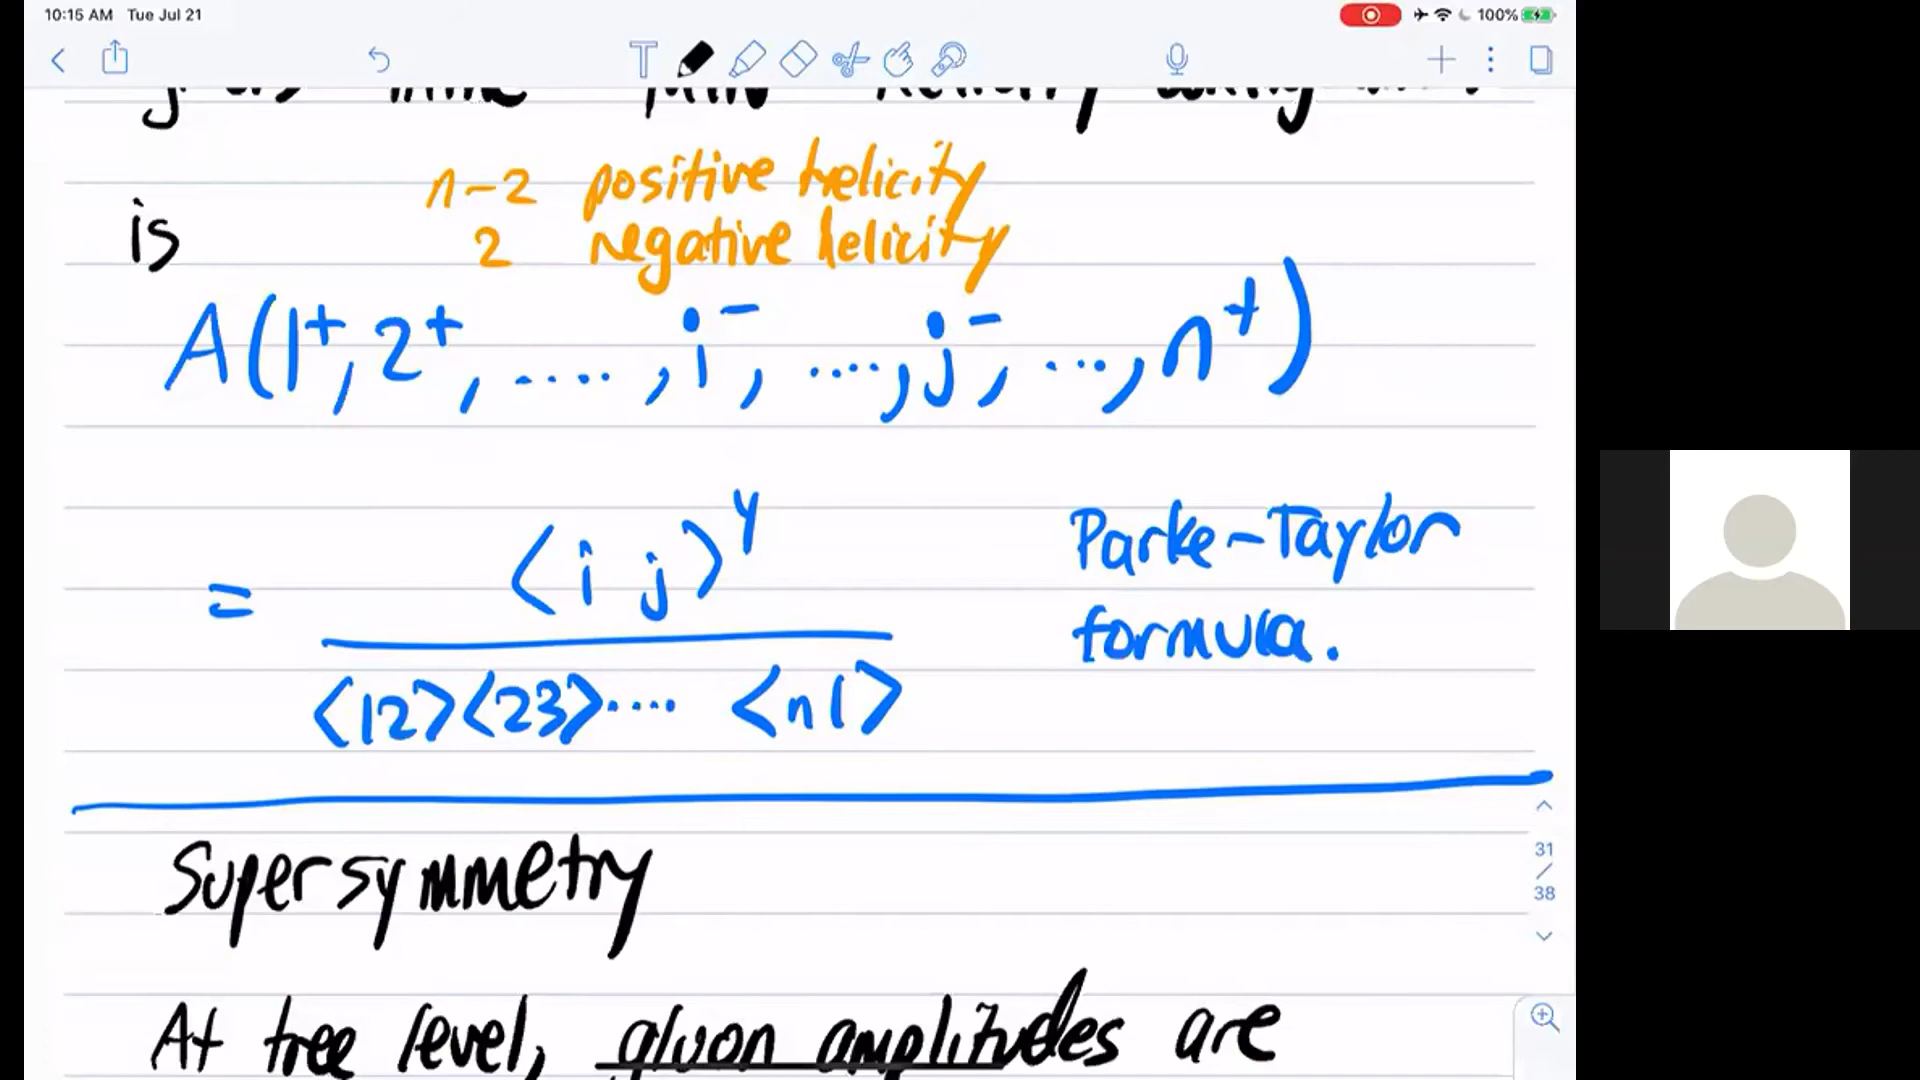 10:15 AM Tue Jul 21
100%
T
is
n-2 positive helicity
2 negative helicity
A(1⁺, 2⁺, ....., i⁻, ...., j⁻, ..., n⁺)
= ⟨i j⟩⁴
⟨12⟩⟨23⟩.... ⟨n1⟩
Parke-Taylor
formula.
31
/
38
Supersymmetry
At tree level, gluon amplitudes are